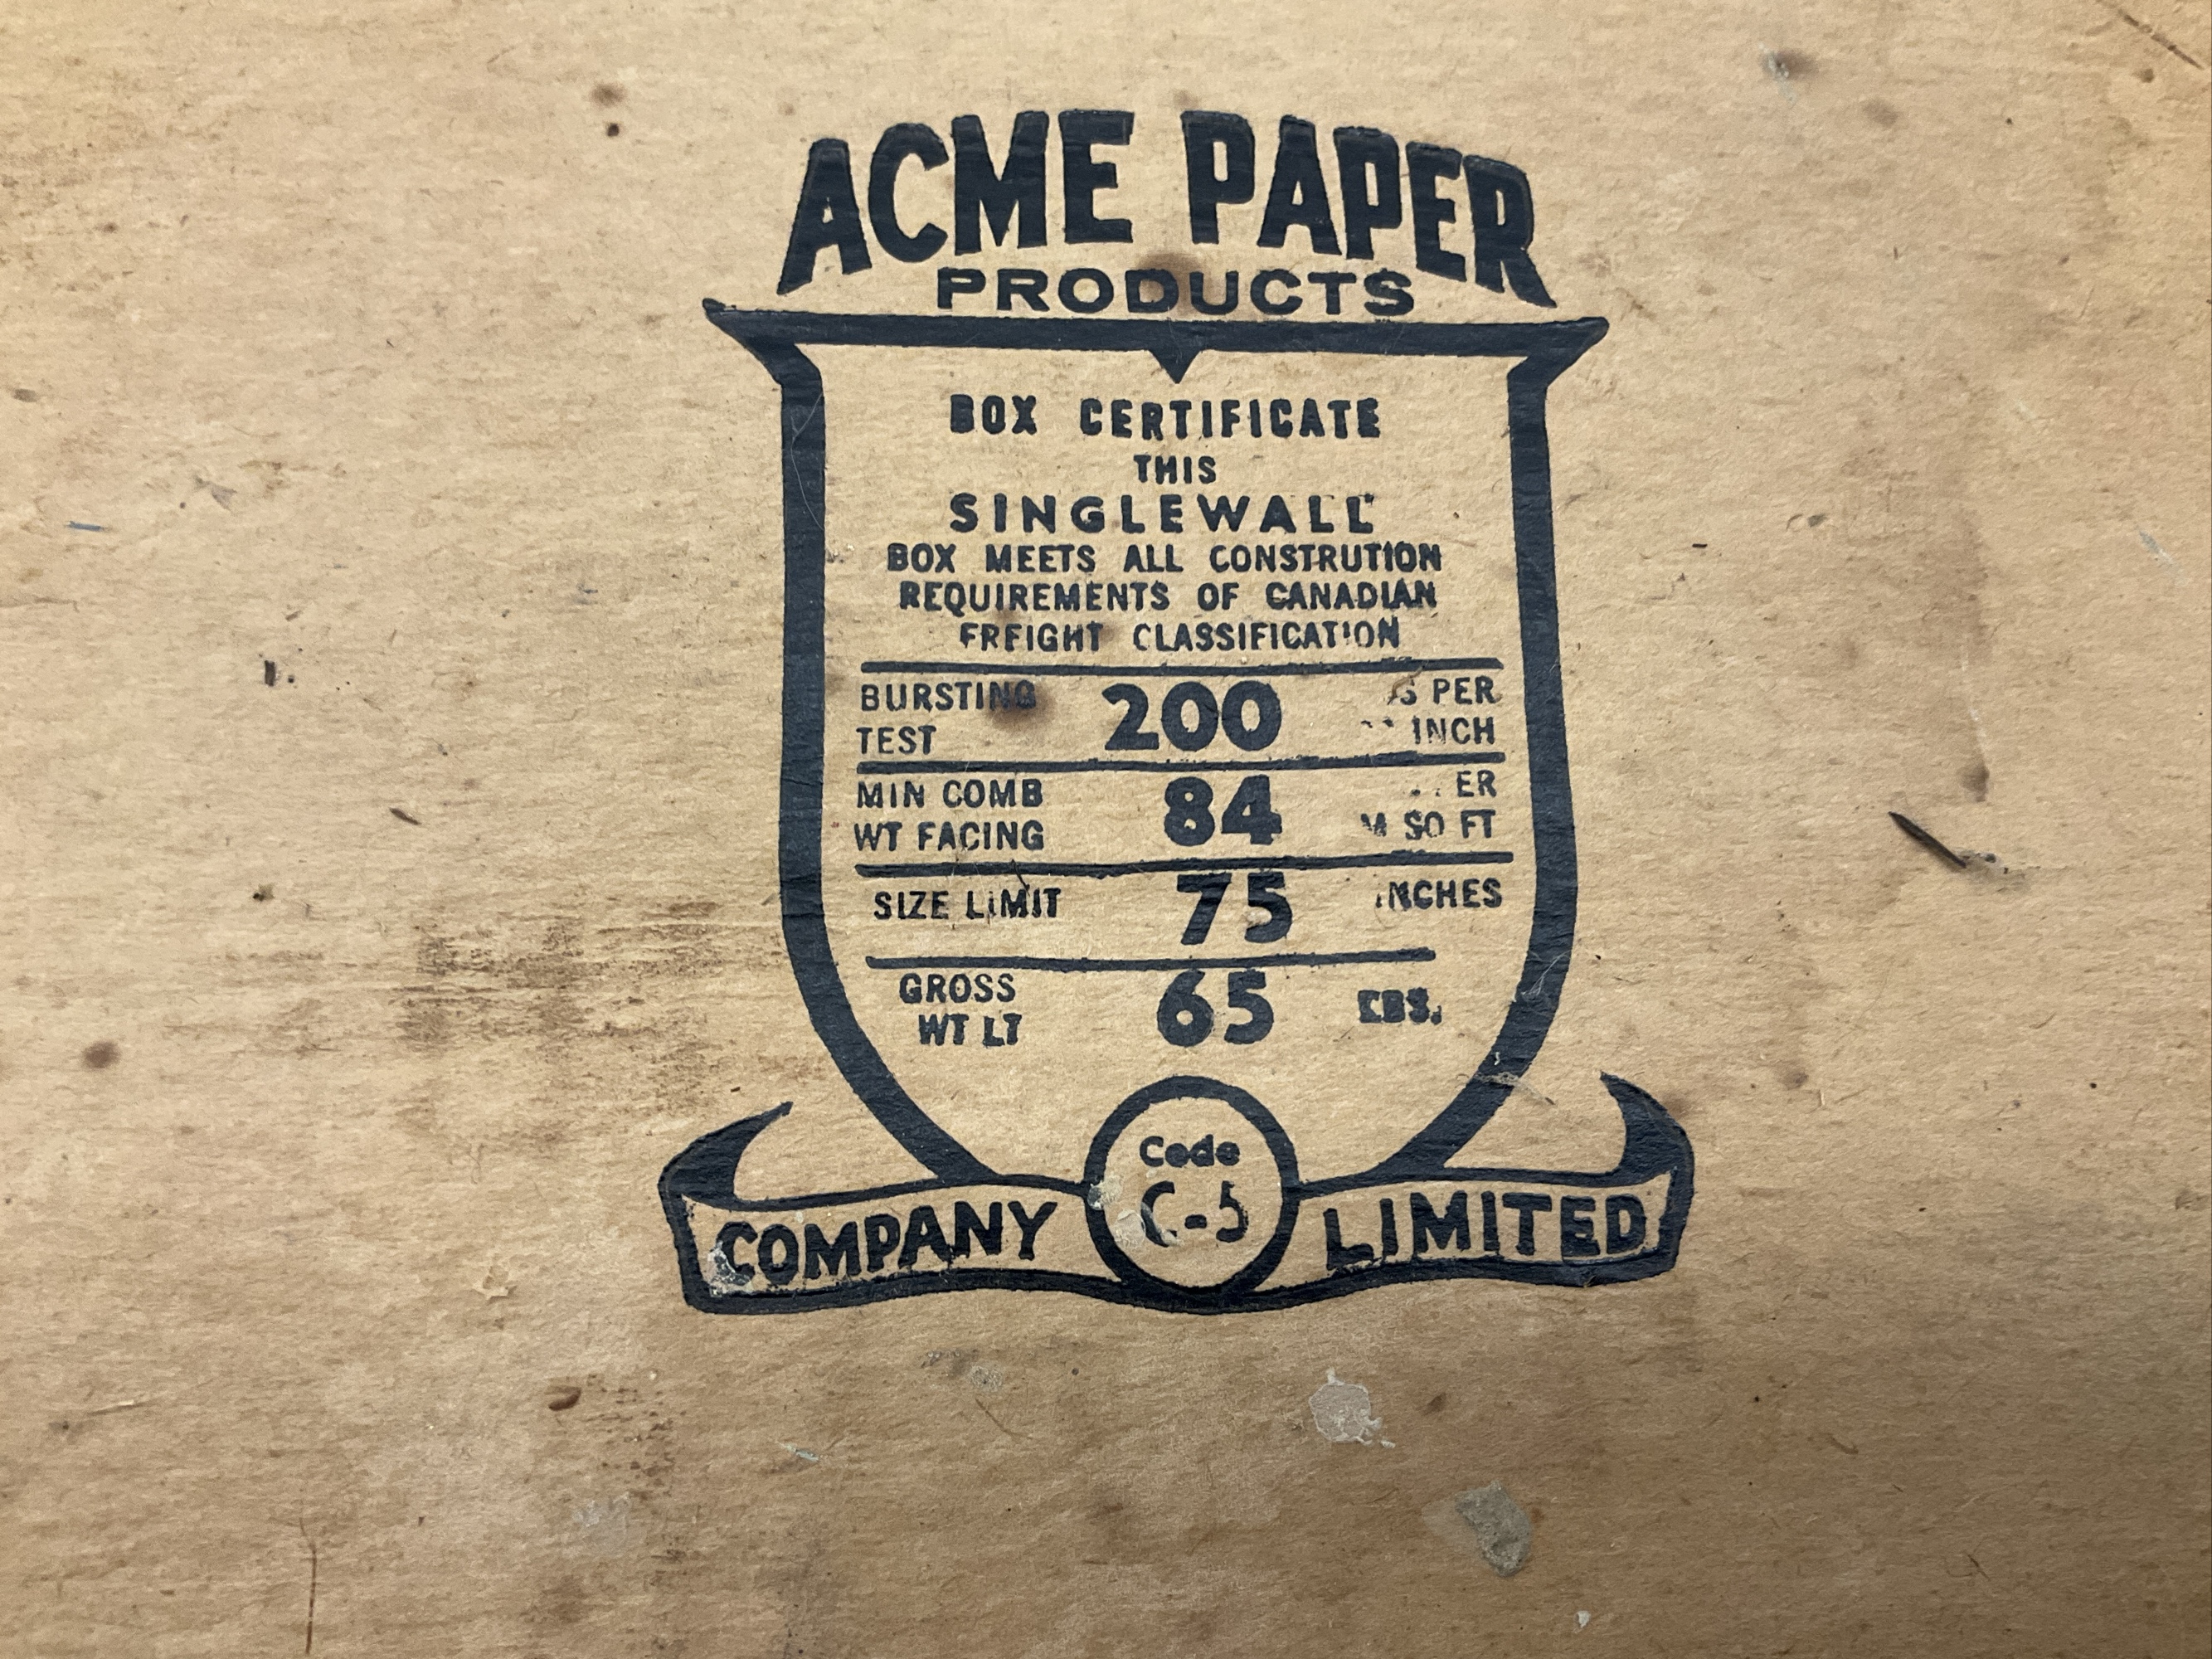 ACME PAPER
PRODUCTS
BOX CERTIFICATE
THIS
SINGLEWALL
BOX MEETS ALL CONSTRUTION
REQUIREMENTS OF CANADIAN
FREIGHT CLASSIFICATION
BURSTING TEST 200 PER INCH
MIN COMB WT FACING 84 M SQ FT
SIZE LIMIT 75 INCHES
GROSS WT LT 65 LBS.
Code
C-5
COMPANY LIMITED